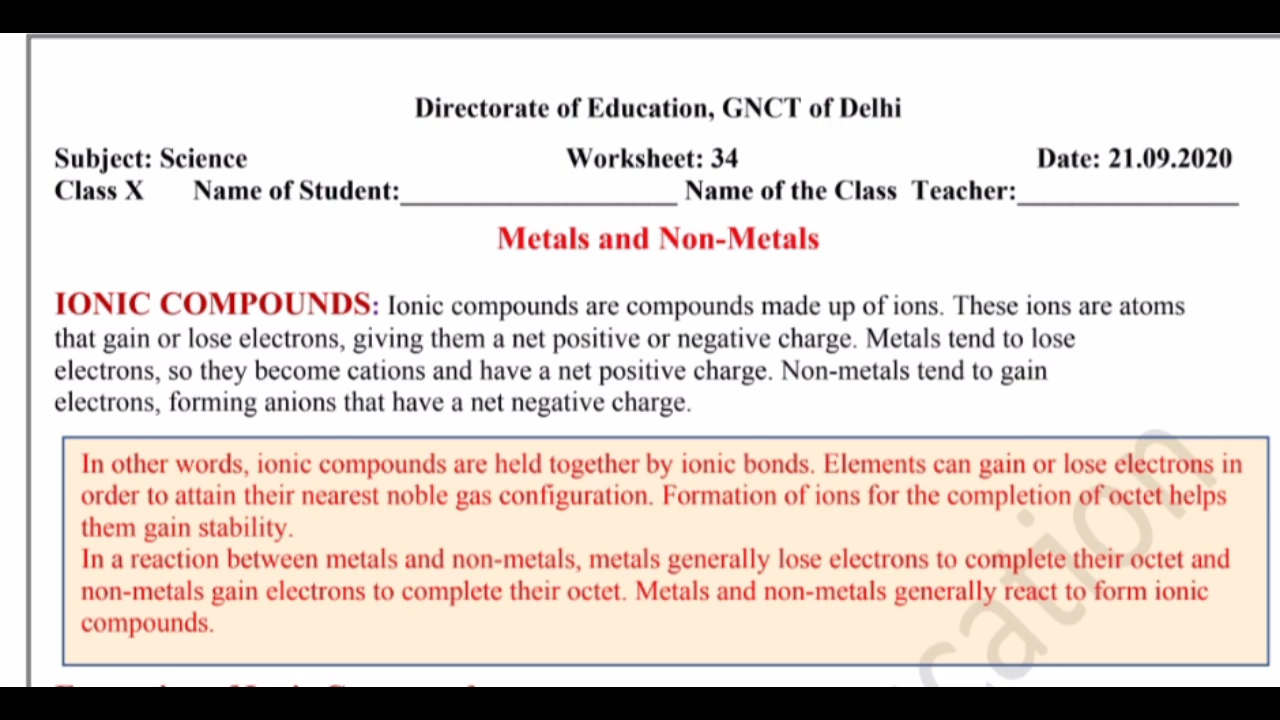 Directorate of Education, GNCT of Delhi
Subject: Science Worksheet: 34 Date: 21.09.2020
Class X Name of Student:____________________ Name of the Class Teacher:________________
Metals and Non-Metals
IONIC COMPOUNDS: Ionic compounds are compounds made up of ions. These ions are atoms
that gain or lose electrons, giving them a net positive or negative charge. Metals tend to lose
electrons, so they become cations and have a net positive charge. Non-metals tend to gain
electrons, forming anions that have a net negative charge.
In other words, ionic compounds are held together by ionic bonds. Elements can gain or lose electrons in
order to attain their nearest noble gas configuration. Formation of ions for the completion of octet helps
them gain stability.
In a reaction between metals and non-metals, metals generally lose electrons to complete their octet and
non-metals gain electrons to complete their octet. Metals and non-metals generally react to form ionic
compounds.